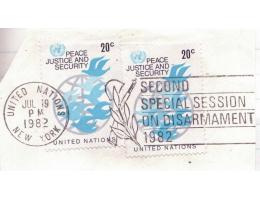 20c
PEACE
JUSTICE AND
SECURITY
UNITED NATIONS
20c
PEACE
JUSTICE AND
SECURITY
UNITED NATIONS
UNITED NATIONS
JUL 19
PM
1982
NEW YORK
SECOND
SPECIAL SESSION
ON DISARMAMENT
1982